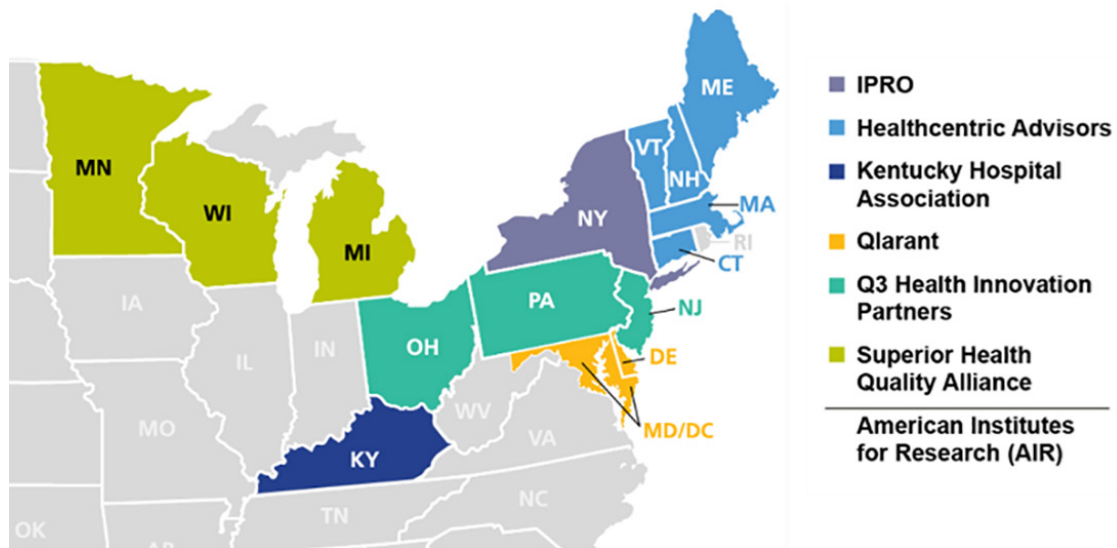 ME
VT
NH
MN
WI
NY
MA
MI
RI
CT
IA
PA
NJ
OH
IL
IN
DE
WV
MO
MD/DC
VA
KY
NC
TN
OK
IPRO
Healthcentric Advisors
Kentucky Hospital
Association
Qlarant
Q3 Health Innovation
Partners
Superior Health
Quality Alliance
American Institutes
for Research (AIR)